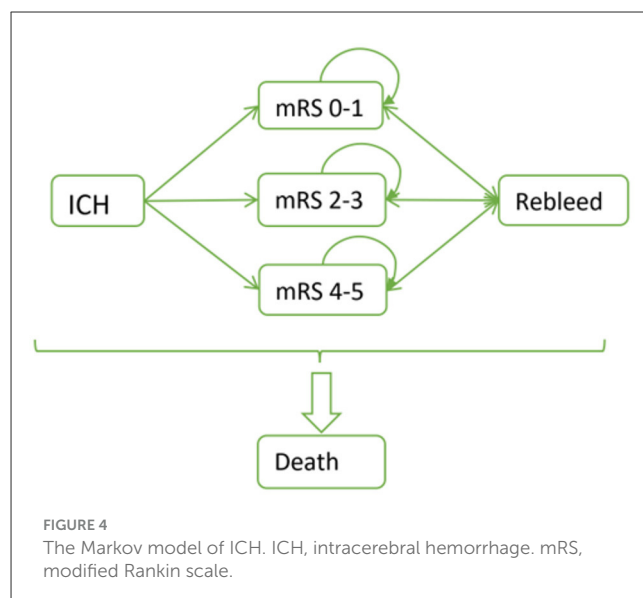 mRS 0-1
ICH
mRS 2-3
Rebleed
mRS 4-5
Death
FIGURE 4
The Markov model of ICH. ICH, intracerebral hemorrhage. mRS,
modified Rankin scale.